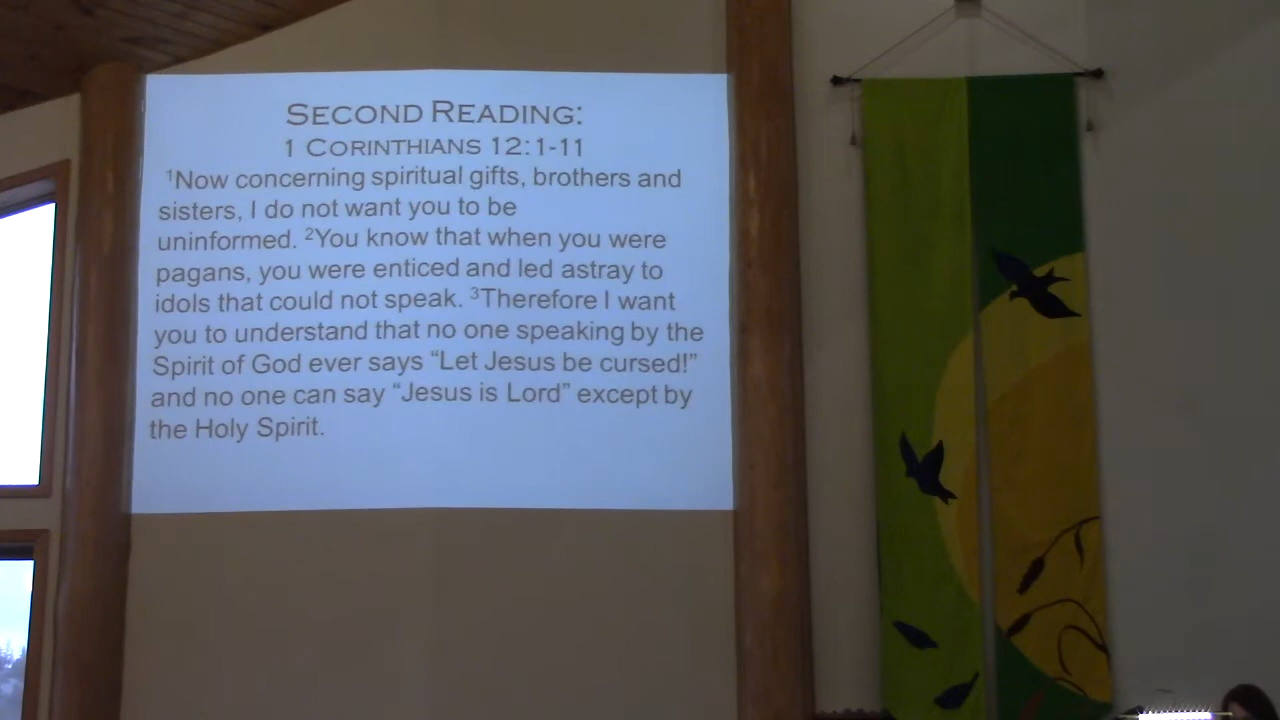 SECOND READING:
1 CORINTHIANS 12:1-11
¹Now concerning spiritual gifts, brothers and
sisters, I do not want you to be
uninformed. ²You know that when you were
pagans, you were enticed and led astray to
idols that could not speak. ³Therefore I want
you to understand that no one speaking by the
Spirit of God ever says “Let Jesus be cursed!”
and no one can say “Jesus is Lord” except by
the Holy Spirit.